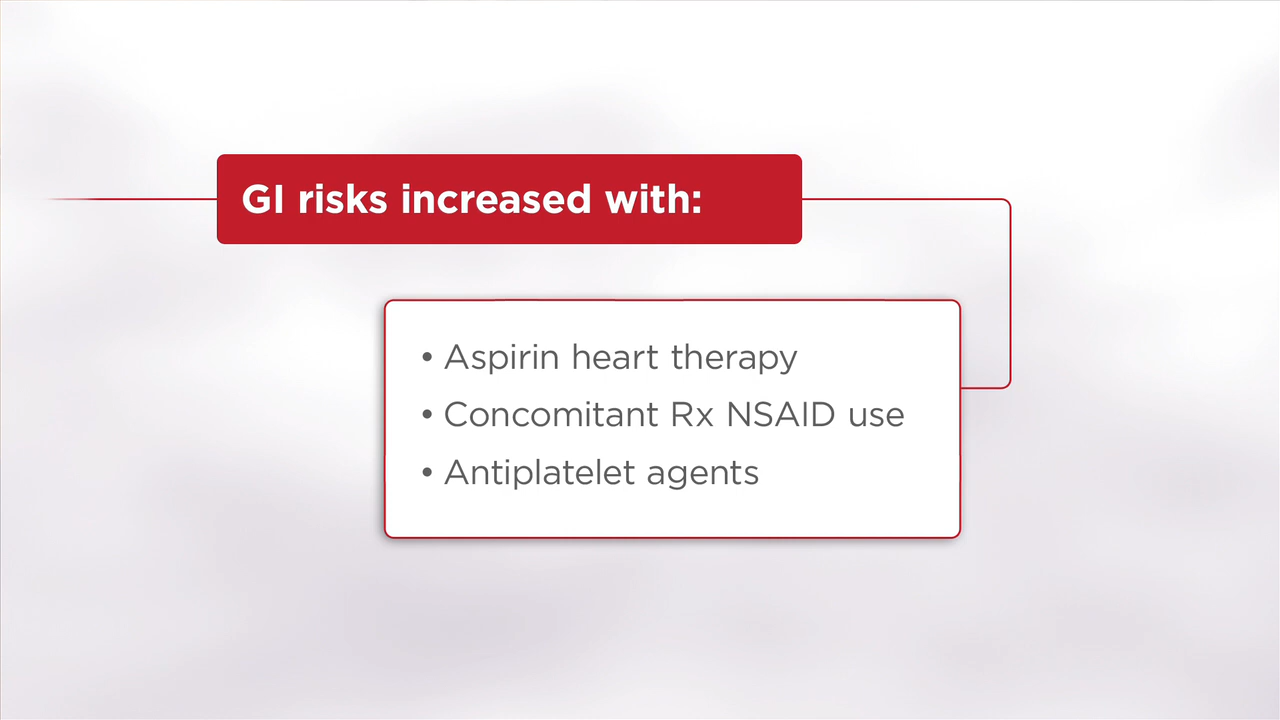 GI risks increased with:
• Aspirin heart therapy
• Concomitant Rx NSAID use
• Antiplatelet agents